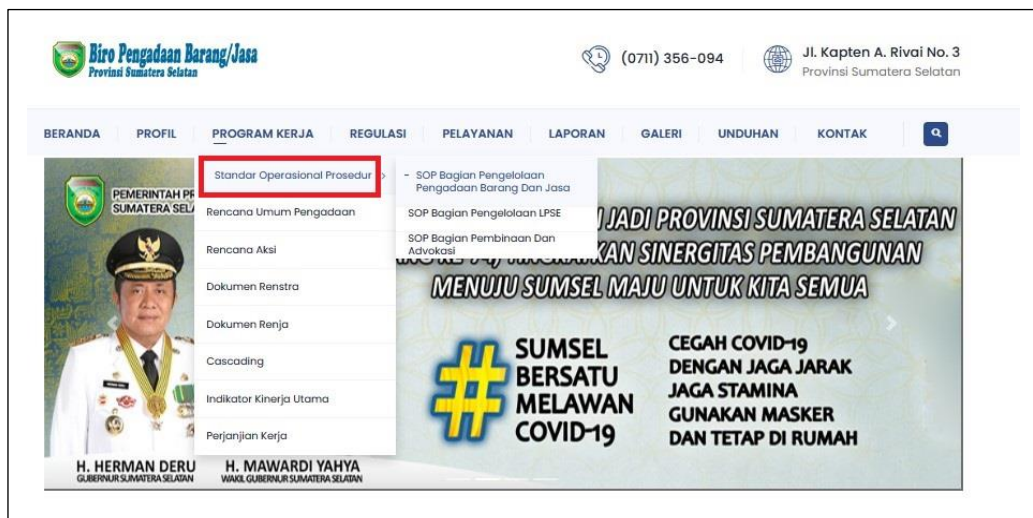 Biro Pengadaan Barang/Jasa
Provinsi Sumatera Selatan
(0711) 356-094
Jl. Kapten A. Rivai No. 3
Provinsi Sumatera Selatan
BERANDA PROFIL PROGRAM KERJA REGULASI PELAYANAN LAPORAN GALERI UNDUHAN KONTAK
Standar Operasional Prosedur >
- SOP Bagian Pengelolaan
Pengadaan Barang Dan Jasa
SOP Bagian Pengelolaan LPSE
SOP Bagian Pembinaan Dan
Advokasi
Rencana Umum Pengadaan
Rencana Aksi
Dokumen Renstra
Dokumen Renja
Cascading
Indikator Kinerja Utama
Perjanjian Kerja
PEMERINTAH PR
SUMATERA SELA
JADI PROVINSI SUMATERA SELATAN
KAN SINERGITAS PEMBANGUNAN
MENUJU SUMSEL MAJU UNTUK KITA SEMUA
#
SUMSEL
BERSATU
MELAWAN
COVID-19
CEGAH COVID-19
DENGAN JAGA JARAK
JAGA STAMINA
GUNAKAN MASKER
DAN TETAP DI RUMAH
H. HERMAN DERU
GUBERNUR SUMATERA SELATAN
H. MAWARDI YAHYA
WAKIL GUBERNUR SUMATERA SELATAN